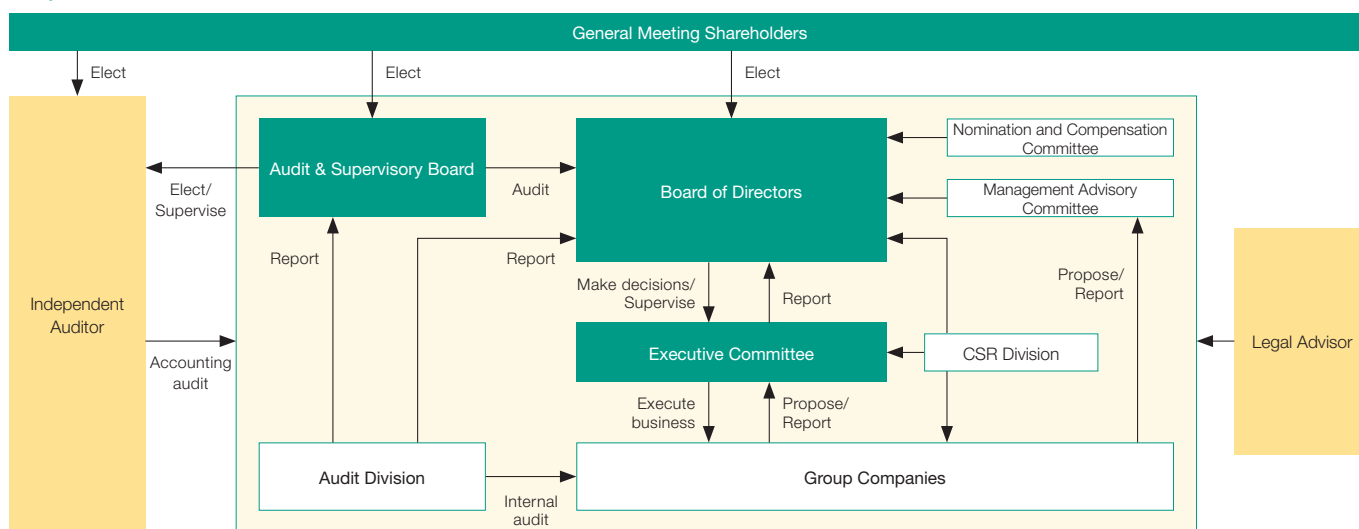 General Meeting Shareholders
Elect
Elect
Elect
Nomination and Compensation
Committee
Audit & Supervisory Board
Board of Directors
Elect/
Supervise
Audit
Management Advisory
Committee
Report
Report
Make decisions/
Supervise
Report
Propose/
Report
Independent
Auditor
Accounting
audit
Executive Committee
CSR Division
Legal Advisor
Execute
business
Propose/
Report
Audit Division
Internal
audit
Group Companies